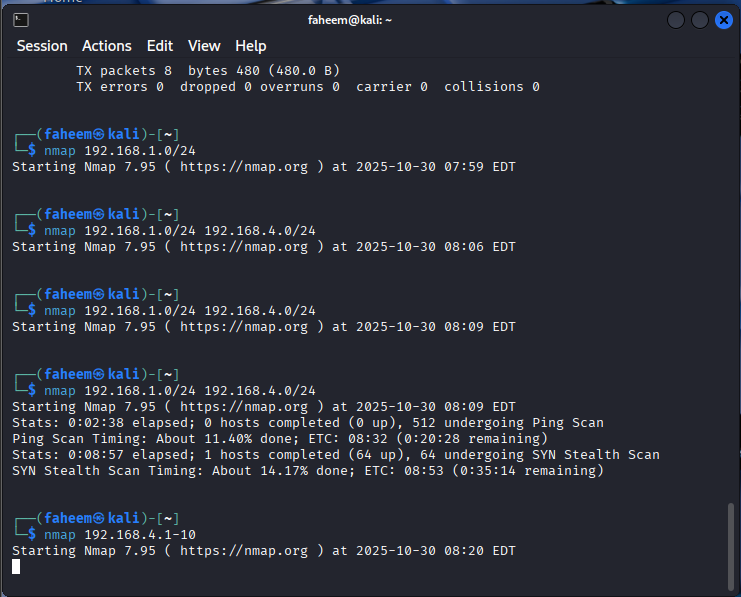 Home
faheem@kali: ~
Session Actions Edit View Help
TX packets 8  bytes 480 (480.0 B)
TX errors 0  dropped 0 overruns 0  carrier 0  collisions 0
┌──(faheem㉿kali)-[~]
└─$ nmap 192.168.1.0/24
Starting Nmap 7.95 ( https://nmap.org ) at 2025-10-30 07:59 EDT
┌──(faheem㉿kali)-[~]
└─$ nmap 192.168.1.0/24 192.168.4.0/24
Starting Nmap 7.95 ( https://nmap.org ) at 2025-10-30 08:06 EDT
┌──(faheem㉿kali)-[~]
└─$ nmap 192.168.1.0/24 192.168.4.0/24
Starting Nmap 7.95 ( https://nmap.org ) at 2025-10-30 08:09 EDT
┌──(faheem㉿kali)-[~]
└─$ nmap 192.168.1.0/24 192.168.4.0/24
Starting Nmap 7.95 ( https://nmap.org ) at 2025-10-30 08:09 EDT
Stats: 0:02:38 elapsed; 0 hosts completed (0 up), 512 undergoing Ping Scan
Ping Scan Timing: About 11.40% done; ETC: 08:32 (0:20:28 remaining)
Stats: 0:08:57 elapsed; 1 hosts completed (64 up), 64 undergoing SYN Stealth Scan
SYN Stealth Scan Timing: About 14.17% done; ETC: 08:53 (0:35:14 remaining)
┌──(faheem㉿kali)-[~]
└─$ nmap 192.168.4.1-10
Starting Nmap 7.95 ( https://nmap.org ) at 2025-10-30 08:20 EDT